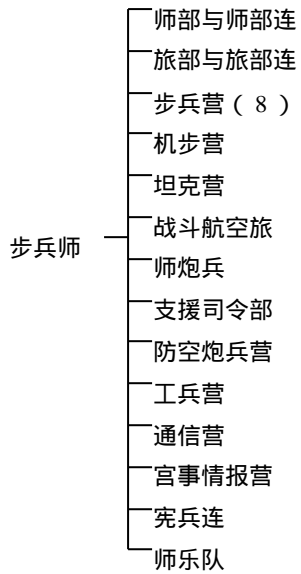 师部与师部连
旅部与旅部连
步兵营(8)
机步营
坦克营
战斗航空旅
步兵师
师炮兵
支援司令部
防空炮兵营
工兵营
通信营
宫事情报营
宪兵连
师乐队